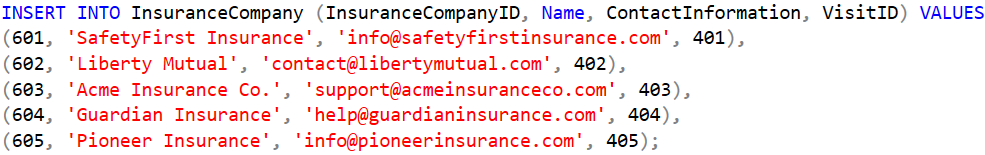 INSERT INTO InsuranceCompany (InsuranceCompanyID, Name, ContactInformation, VisitID) VALUES
(601, 'SafetyFirst Insurance', 'info@safetyfirstinsurance.com', 401),
(602, 'Liberty Mutual', 'contact@libertymutual.com', 402),
(603, 'Acme Insurance Co.', 'support@acmeinsuranceco.com', 403),
(604, 'Guardian Insurance', 'help@guardianinsurance.com', 404),
(605, 'Pioneer Insurance', 'info@pioneerinsurance.com', 405);